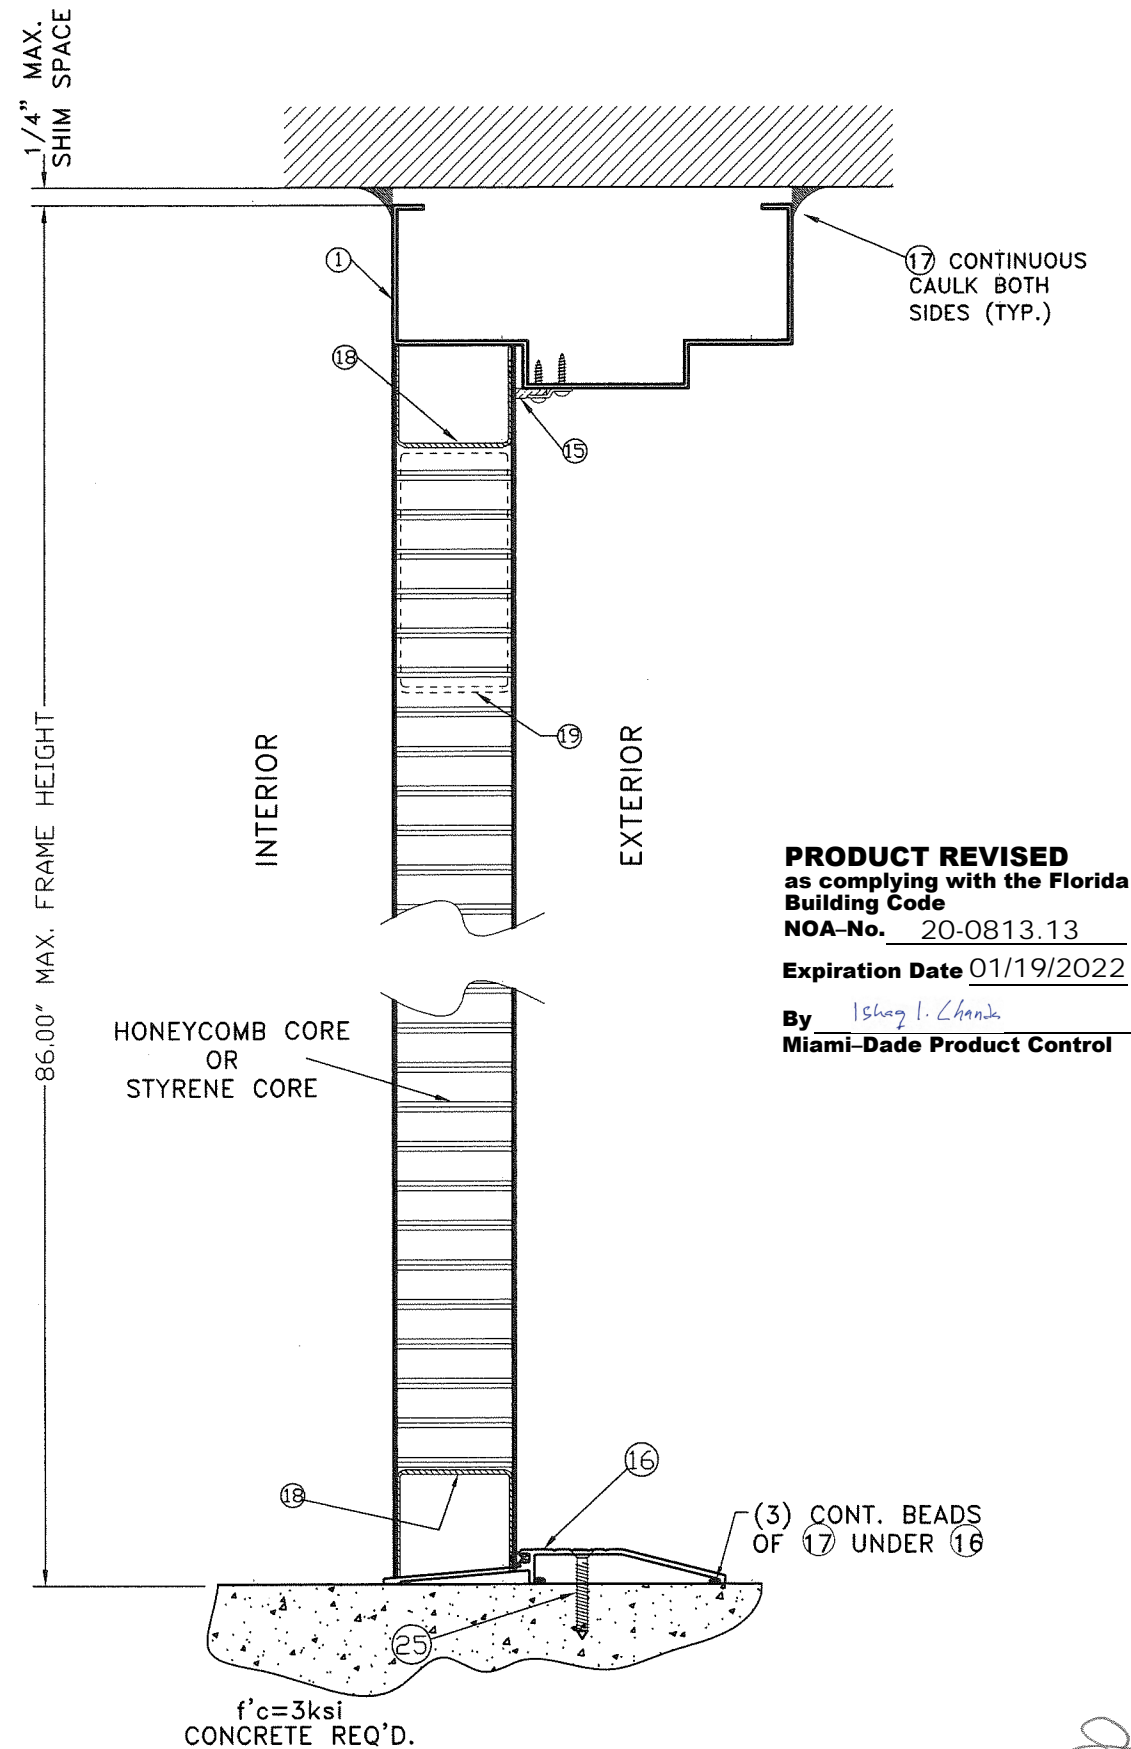 1/4" MAX.
SHIM SPACE
1
17 CONTINUOUS
CAULK BOTH
SIDES (TYP.)
18
15
19
INTERIOR
EXTERIOR
86.00" MAX. FRAME HEIGHT
PRODUCT REVISED
as complying with the Florida
Building Code
NOA–No. 20-0813.13
Expiration Date 01/19/2022
By
Miami–Dade Product Control
HONEYCOMB CORE
OR
STYRENE CORE
16
18
(3) CONT. BEADS
OF 17 UNDER 16
25
f'c=3ksi
CONCRETE REQ'D.